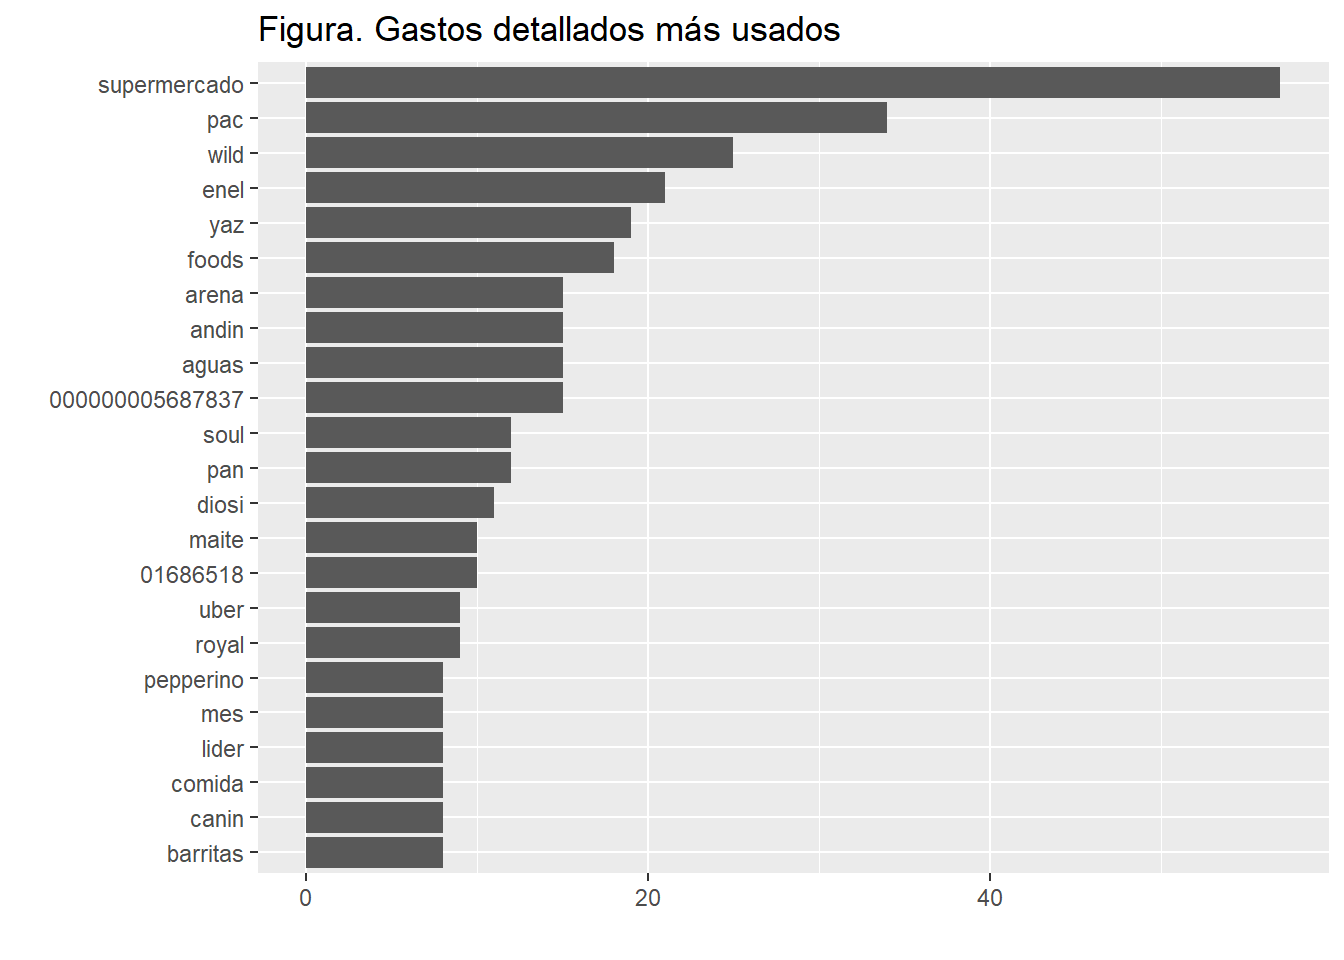 Figura. Gastos detallados más usados
supermercado
pac
wild
enel
yaz
foods
arena
andin
aguas
000000005687837
soul
pan
diosi
maite
01686518
uber
royal
pepperino
mes
lider
comida
canin
barritas
0 20 40